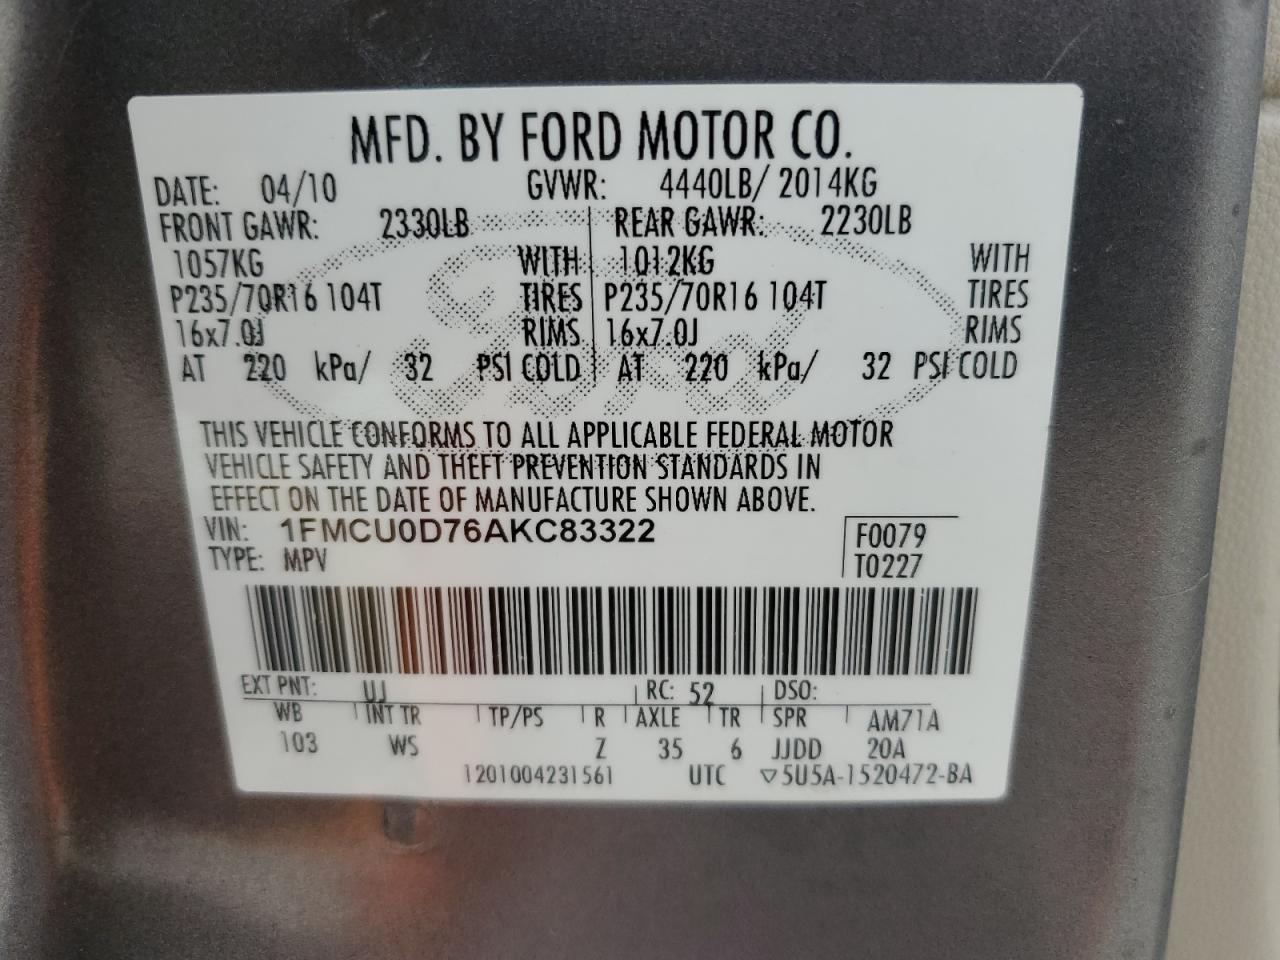 MFD. BY FORD MOTOR CO.
DATE: 04/10 GVWR: 4440LB/ 2014KG
FRONT GAWR: 2330LB REAR GAWR: 2230LB
1057KG WITH 1012KG WITH
P235/70R16 104T TIRES P235/70R16 104T TIRES
16x7.0J RIMS 16x7.0J RIMS
AT 220 kPa/ 32 PSI COLD AT 220 kPa/ 32 PSI COLD
THIS VEHICLE CONFORMS TO ALL APPLICABLE FEDERAL MOTOR
VEHICLE SAFETY AND THEFT PREVENTION STANDARDS IN
EFFECT ON THE DATE OF MANUFACTURE SHOWN ABOVE.
VIN: 1FMCU0D76AKC83322 F0079
TYPE: MPV T0227
EXT PNT: UJ RC: 52 DSO:
WB INT TR TP/PS R AXLE TR SPR AM71A
103 WS Z 35 6 JJDD 20A
1201004231561 UTC ▽5U5A-1520472-BA